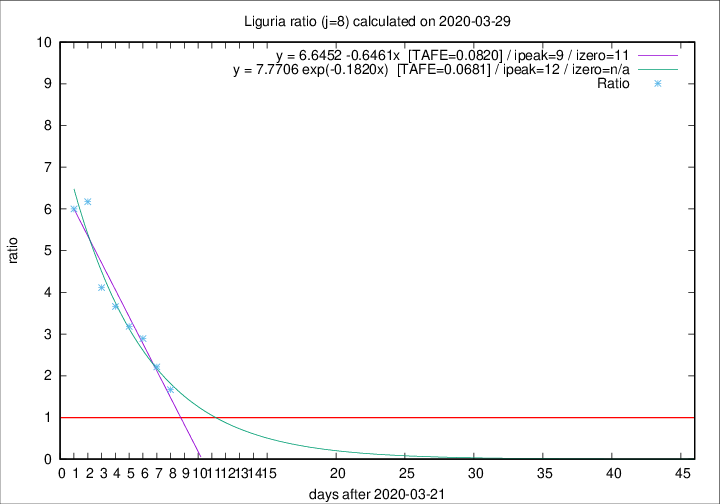 Liguria ratio (j=8) calculated on 2020-03-29
y = 6.6452 -0.6461x [TAFE=0.0820] / ipeak=9 / izero=11
y = 7.7706 exp(-0.1820x) [TAFE=0.0681] / ipeak=12 / izero=n/a
Ratio
10
9
8
7
6
5
4
3
2
1
0
ratio
0 1 2 3 4 5 6 7 8 9 10 11 12 13 14 15 20 25 30 35 40 45
days after 2020-03-21